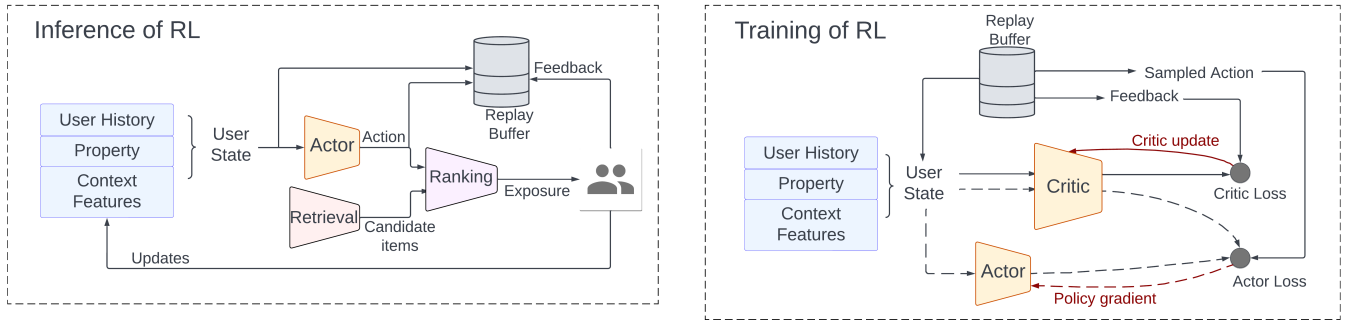 Inference of RL
User History
Property
Context
Features
User
State
Actor
Action
Retrieval
Candidate
items
Ranking
Exposure
Replay
Buffer
Feedback
Updates
Training of RL
Replay
Buffer
Sampled Action
Feedback
User History
Property
Context
Features
User
State
Critic
Critic update
Critic Loss
Actor
Actor Loss
Policy gradient